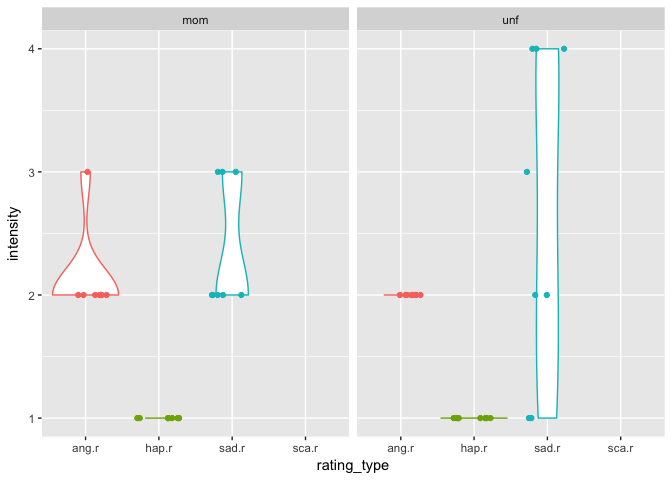 mom unf
4
3
2
1
intensity
ang.r hap.r sad.r sca.r ang.r hap.r sad.r sca.r
rating_type